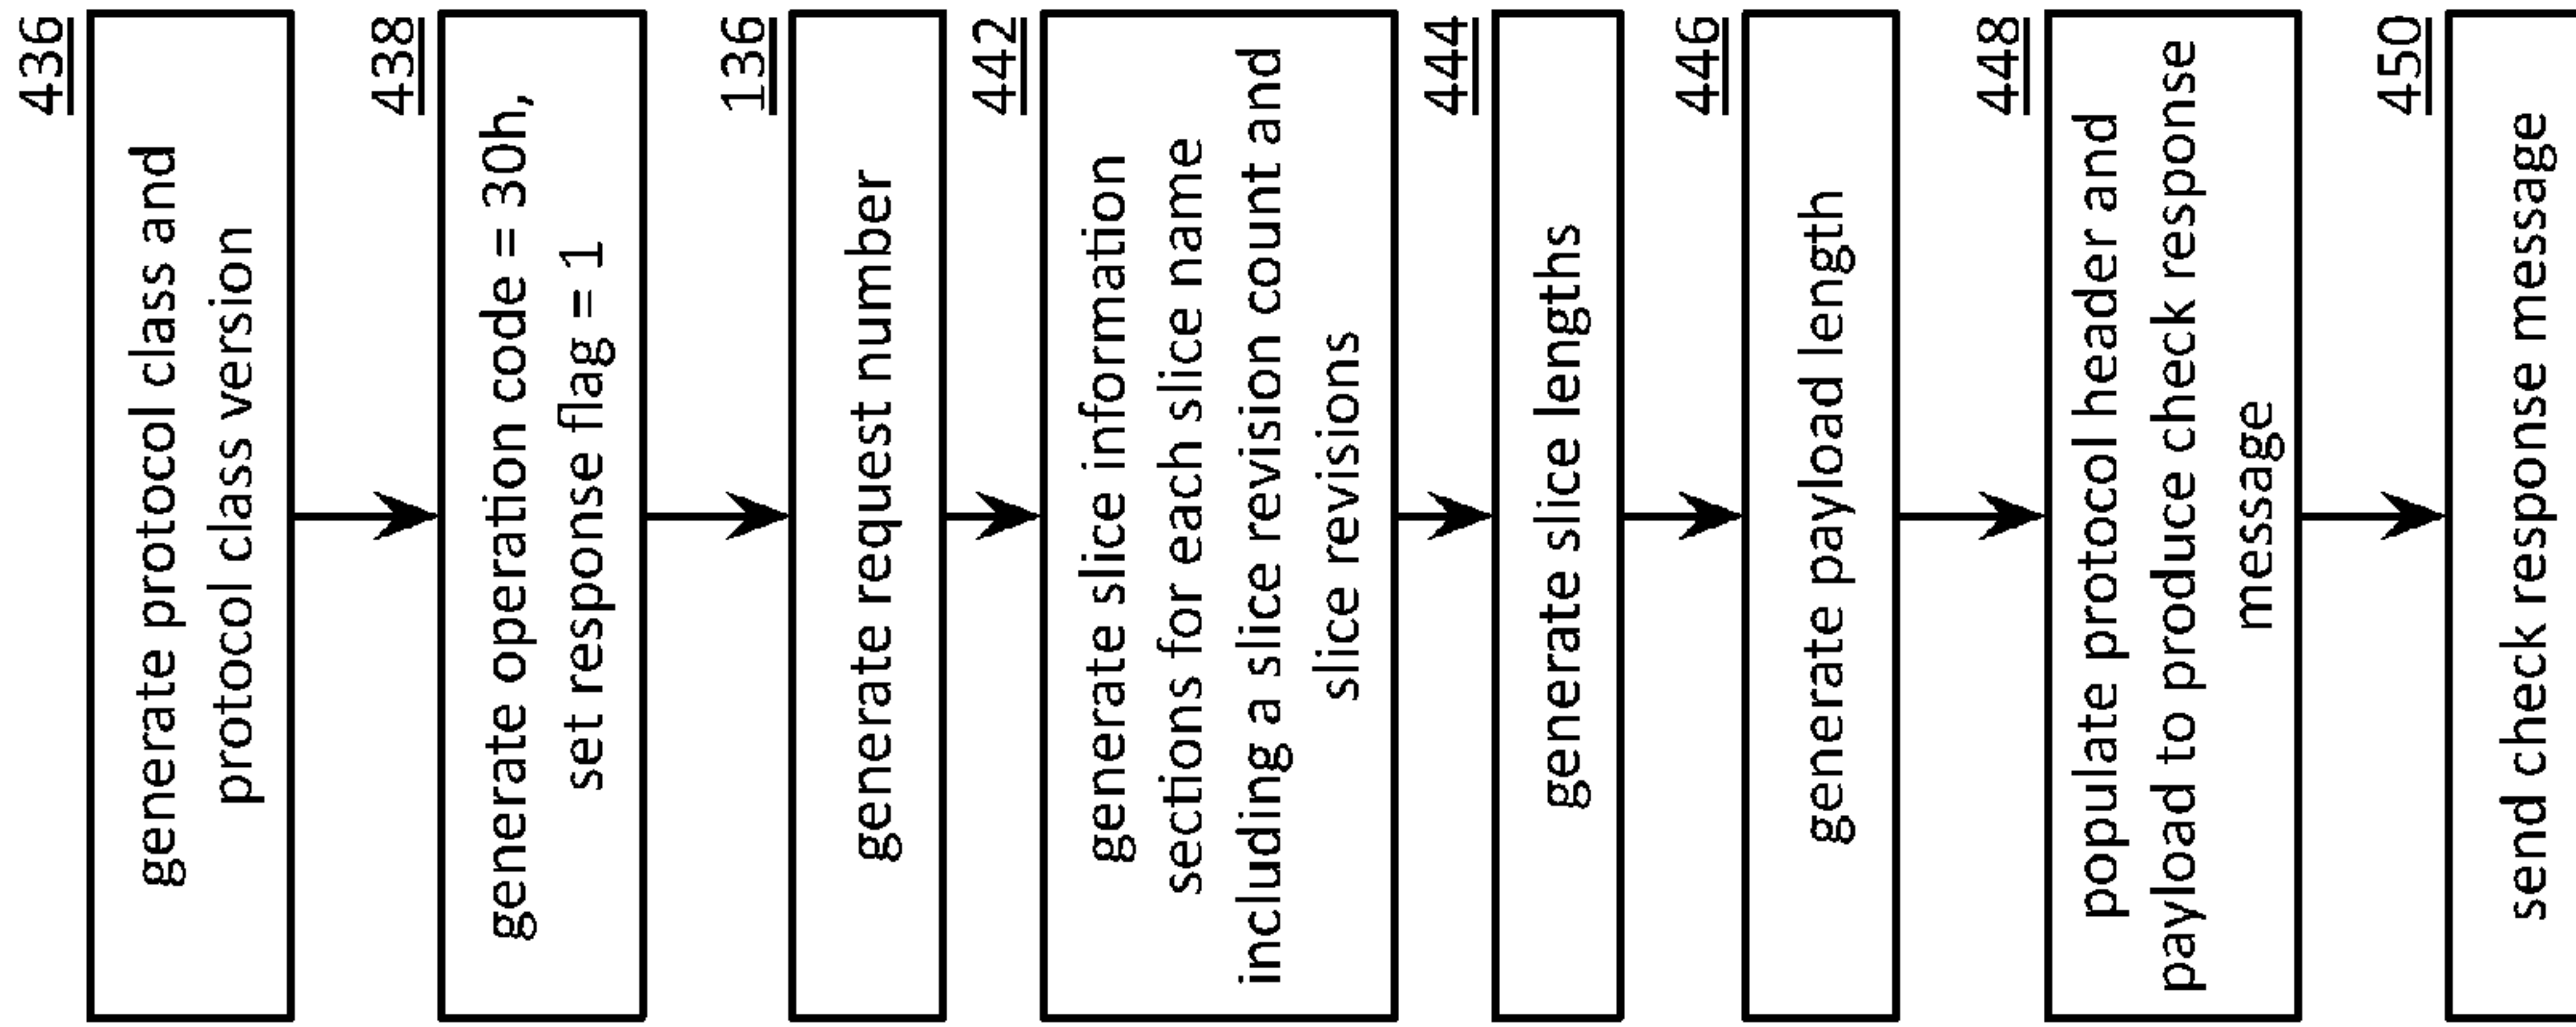 436
generate protocol class and
protocol class version
438
generate operation code = 30h,
set response flag = 1
136
generate request number
442
generate slice information
sections for each slice name
including a slice revision count and
slice revisions
444
generate slice lengths
446
generate payload length
448
populate protocol header and
payload to produce check response
message
450
send check response message